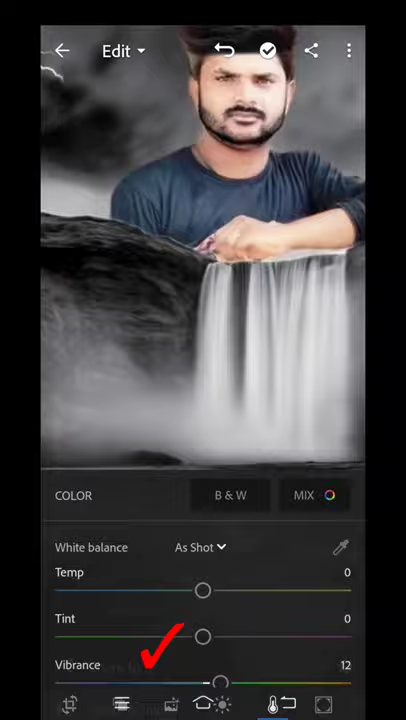 Edit
COLOR
B & W
MIX
White balance
As Shot
Temp
0
Tint
0
Vibrance
12